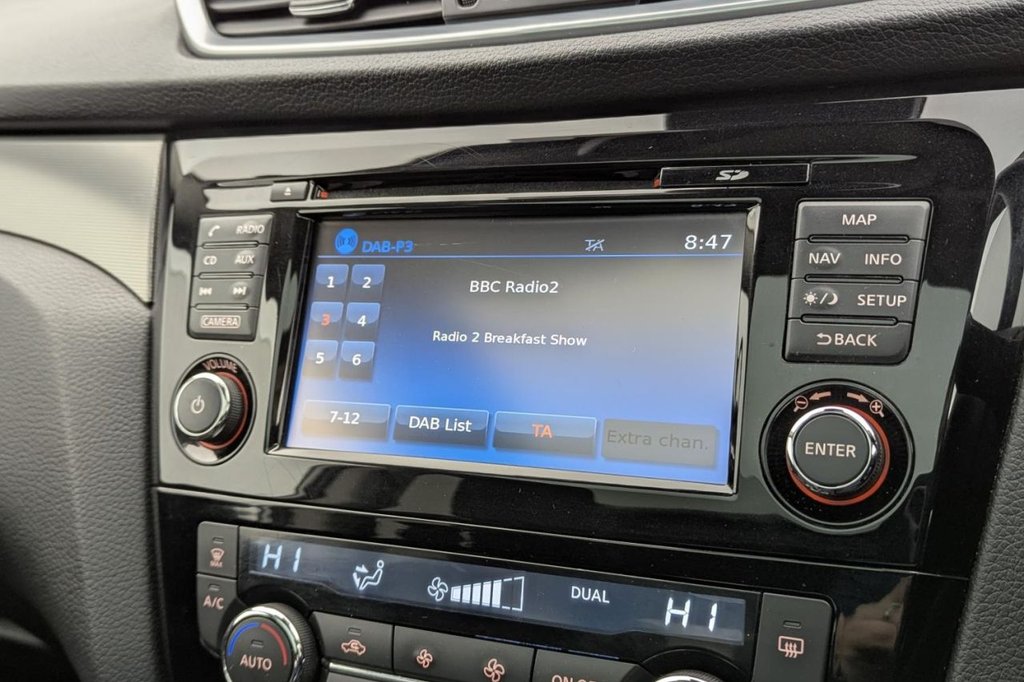 SD
RADIO
CD AUX
CAMERA
VOLUME
DAB-P3 TA 8:47
1 2
BBC Radio2
3 4
Radio 2 Breakfast Show
5 6
7-12 DAB List TA Extra chan.
MAP
NAV INFO
SETUP
BACK
ENTER
MAX
A/C
HI DUAL HI
AUTO